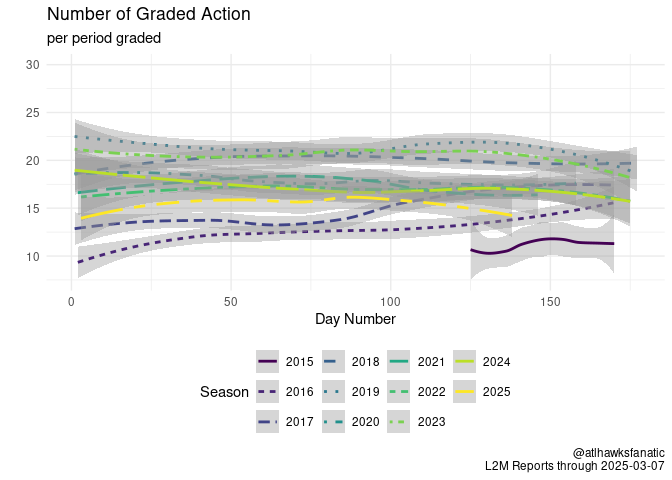 Number of Graded Action
per period graded
30
25
20
15
10
0 50 100 150
Day Number
Season
2015 2018 2021 2024
2016 2019 2022 2025
2017 2020 2023
@atlhawksfanatic
L2M Reports through 2025-03-07